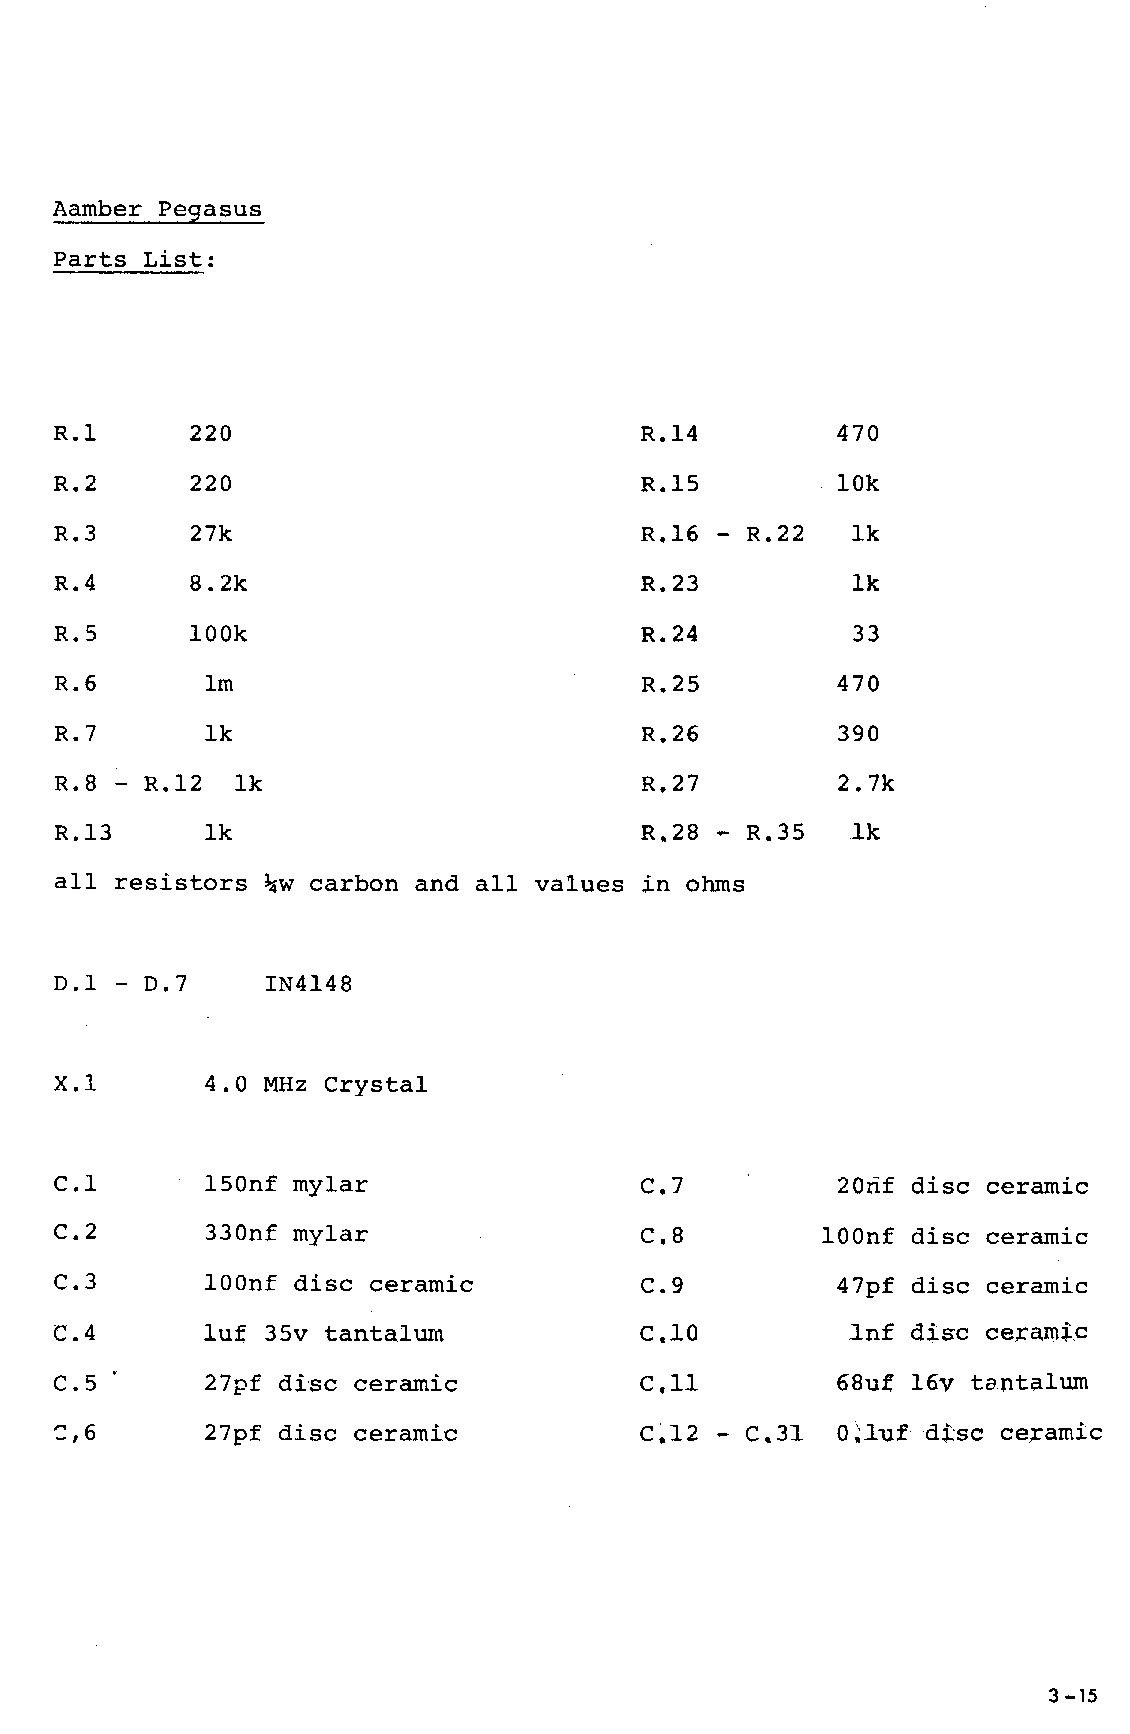 Aamber Pegasus
Parts List:
R.1 220 R.14 470
R.2 220 R.15 10k
R.3 27k R.16 - R.22 1k
R.4 8.2k R.23 1k
R.5 100k R.24 33
R.6 1m R.25 470
R.7 1k R.26 390
R.8 - R.12 1k R.27 2.7k
R.13 1k R.28 - R.35 1k
all resistors ¼w carbon and all values in ohms
D.1 - D.7 IN4148
X.1 4.0 MHz Crystal
C.1 150nf mylar C.7 20nf disc ceramic
C.2 330nf mylar C.8 100nf disc ceramic
C.3 100nf disc ceramic C.9 47pf disc ceramic
C.4 1uf 35v tantalum C.10 1nf disc ceramic
C.5 27pf disc ceramic C.11 68uf 16v tantalum
C,6 27pf disc ceramic C.12 - C.31 0.1uf disc ceramic
3-15